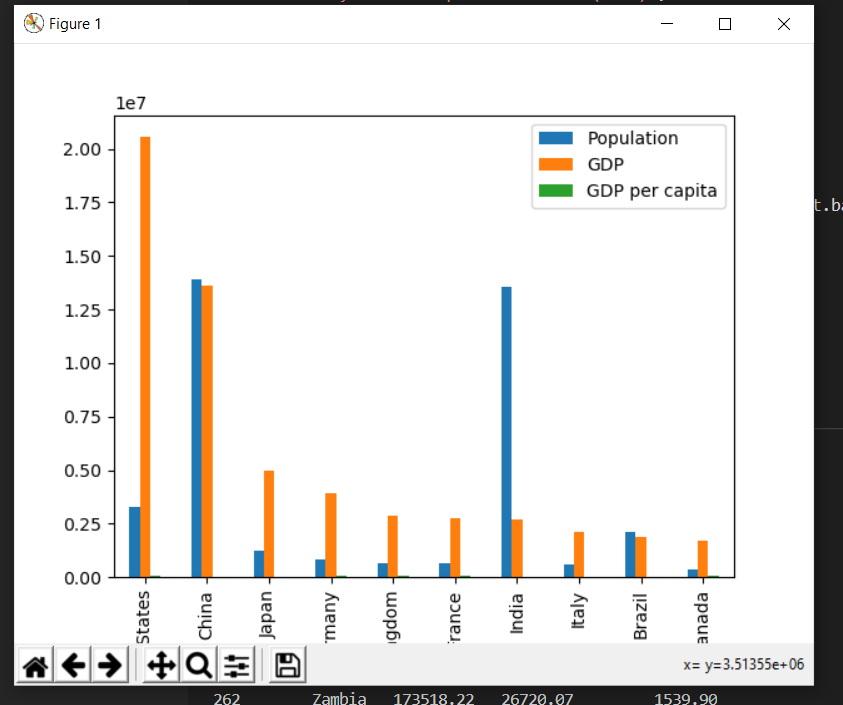 Figure 1
1e7
Population
GDP
GDP per capita
2.00
1.75
1.50
1.25
1.00
0.75
0.50
0.25
0.00
States
China
Japan
rmany
gdom
rance
India
Italy
Brazil
anada
x= y=3.51355e+06
t.ba
262 Zambia 173518.22 26720.07 1539.90